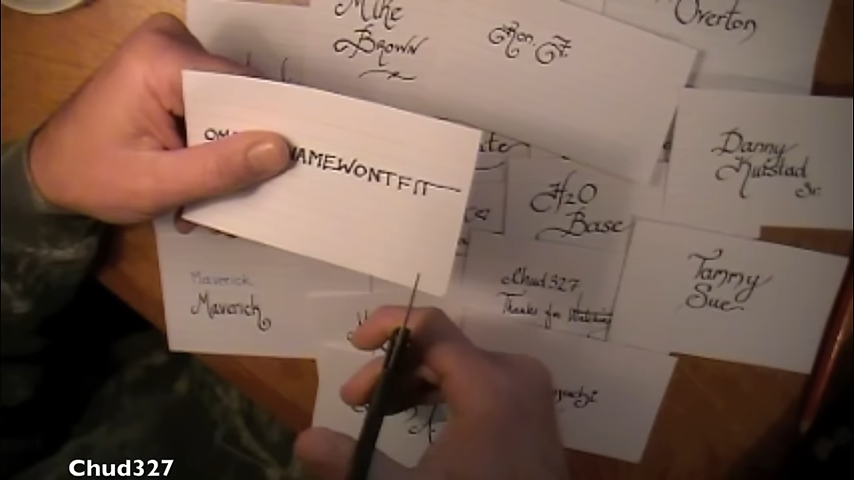 Mike
Brown
Ron. F.
Overton
OM
NAMEWONTFIT
Danny
Kutstad
Sr.
H2O
Base
Tammy
Sue
Chud327
Thanks for Watching
Maverick
Maverick
Chud327